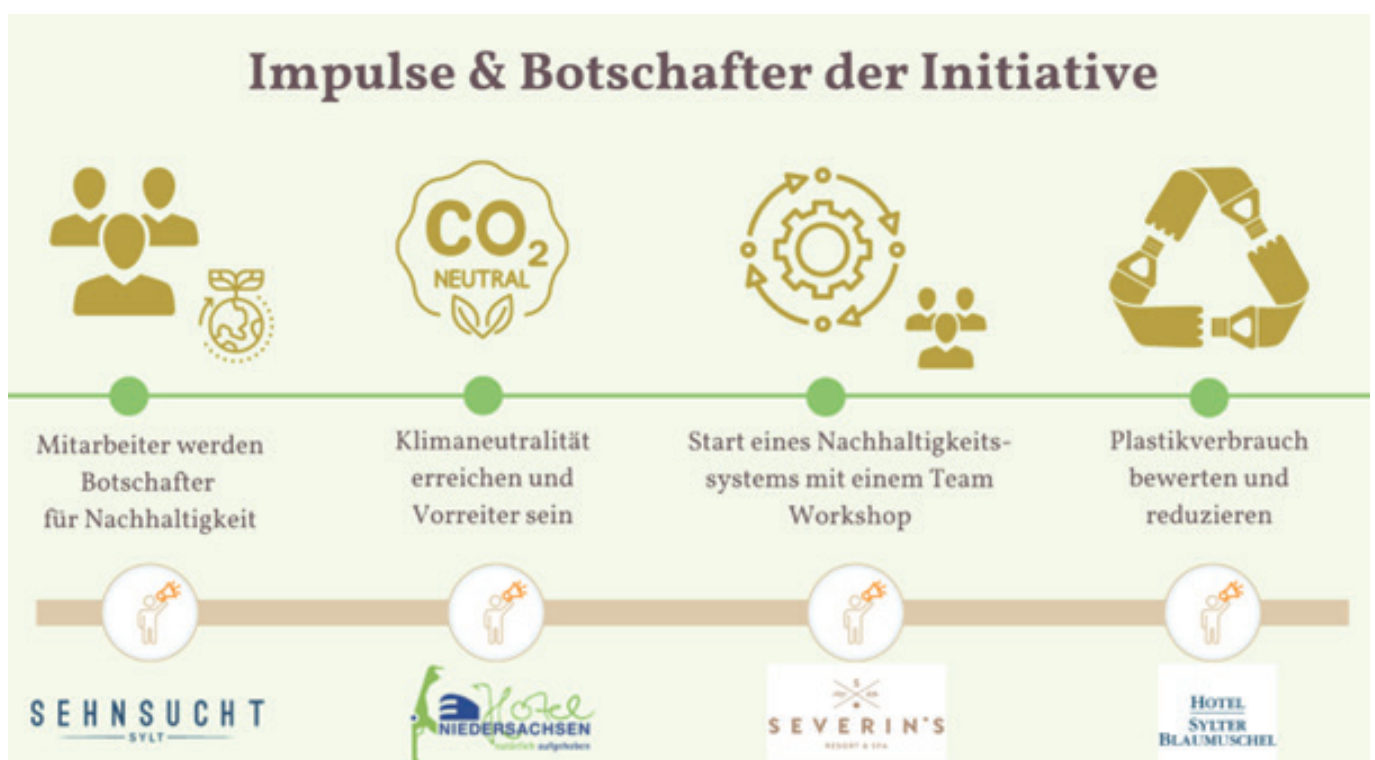 Impulse & Botschafter der Initiative
CO2
NEUTRAL
Mitarbeiter werden
Botschafter
für Nachhaltigkeit
Klimaneutralität
erreichen und
Vorreiter sein
Start eines Nachhaltigkeits-
systems mit einem Team
Workshop
Plastikverbrauch
bewerten und
reduzieren
SEHNSUCHT
SYLT
Hotel
NIEDERSACHSEN
natürlich aufgehoben
S
SEVERIN'S
RESORT & SPA
HOTEL
SYLTER
BLAUMUSCHEL